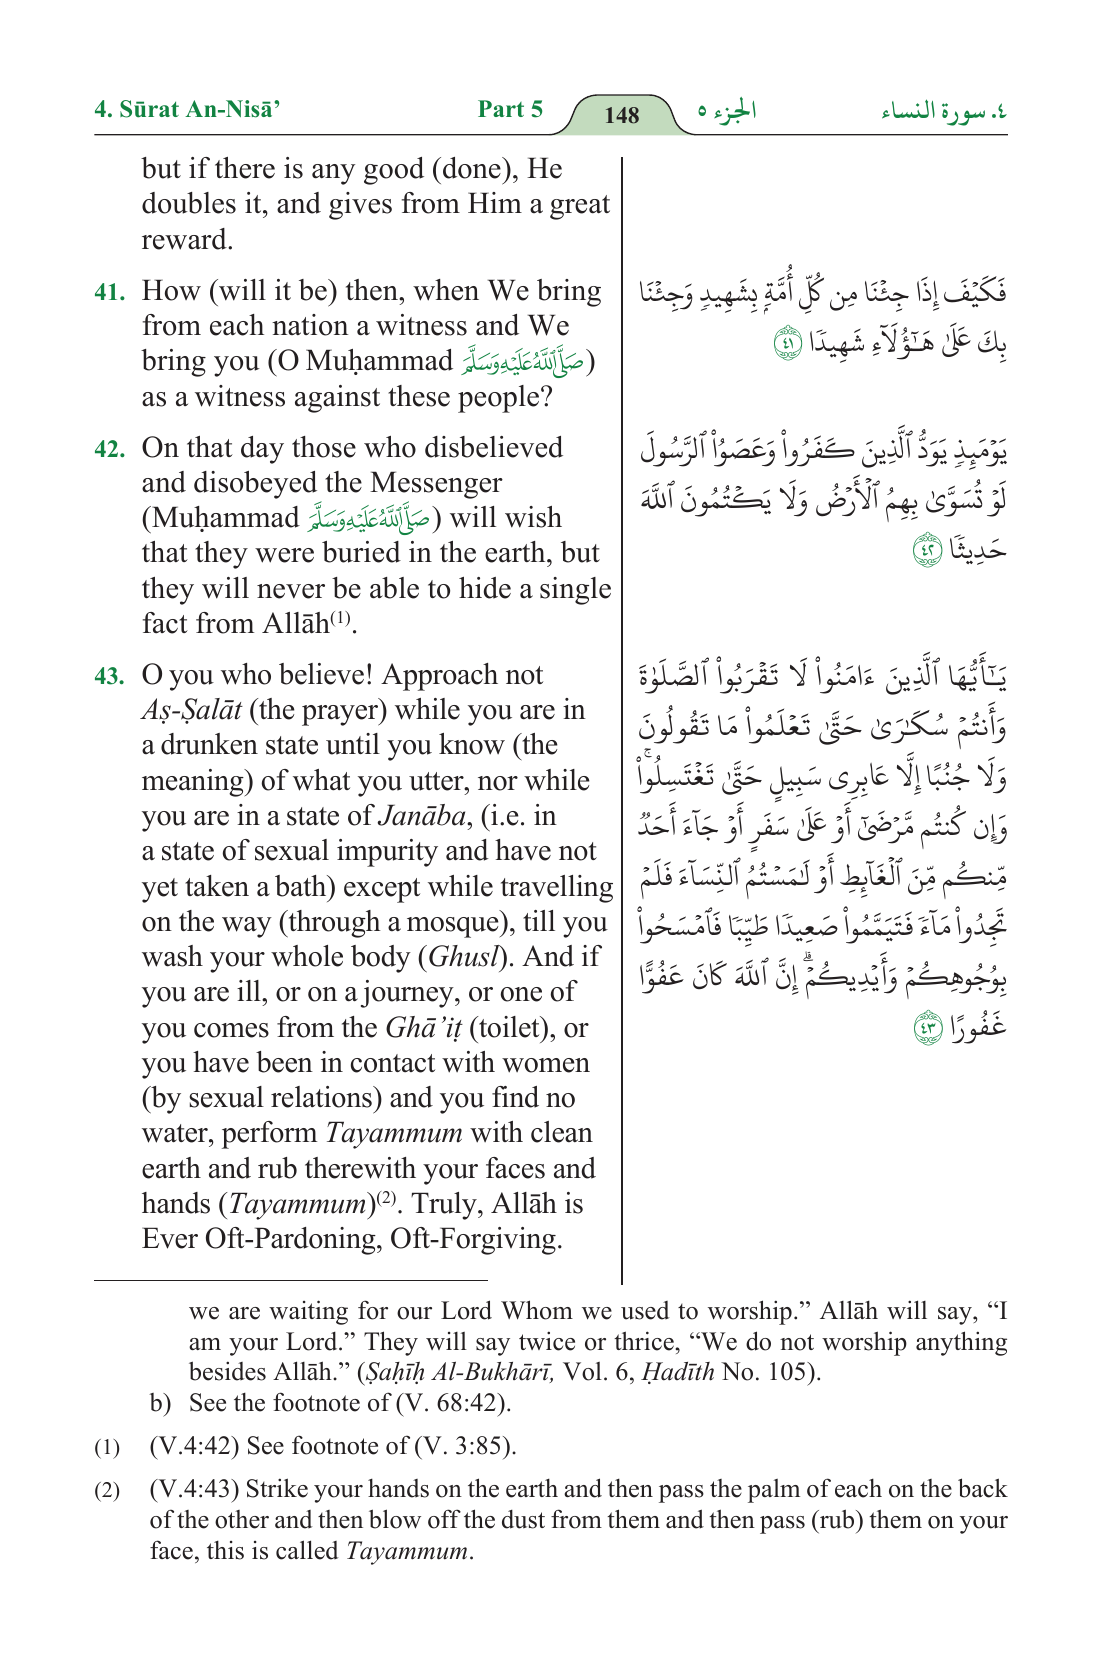 4. Sūrat An-Nisā’ Part 5 148 الجزء ٥ ٤. سورة النساء
but if there is any good (done), He
doubles it, and gives from Him a great
reward.
41. How (will it be) then, when We bring
from each nation a witness and We
bring you (O Muḥammad صَلَّى ٱللَّهُ عَلَيْهِ وَسَلَّمَ)
as a witness against these people?
42. On that day those who disbelieved
and disobeyed the Messenger
(Muḥammad صَلَّى ٱللَّهُ عَلَيْهِ وَسَلَّمَ) will wish
that they were buried in the earth, but
they will never be able to hide a single
fact from Allāh(1).
43. O you who believe! Approach not
Aṣ-Ṣalāt (the prayer) while you are in
a drunken state until you know (the
meaning) of what you utter, nor while
you are in a state of Janāba, (i.e. in
a state of sexual impurity and have not
yet taken a bath) except while travelling
on the way (through a mosque), till you
wash your whole body (Ghusl). And if
you are ill, or on a journey, or one of
you comes from the Ghā’iṭ (toilet), or
you have been in contact with women
(by sexual relations) and you find no
water, perform Tayammum with clean
earth and rub therewith your faces and
hands (Tayammum)(2). Truly, Allāh is
Ever Oft-Pardoning, Oft-Forgiving.
فَكَيْفَ إِذَا جِئْنَا مِن كُلِّ أُمَّةٍۭ بِشَهِيدٍ وَجِئْنَا
بِكَ عَلَىٰ هَـٰٓؤُلَآءِ شَهِيدًا ٤١
يَوْمَئِذٍ يَوَدُّ ٱلَّذِينَ كَفَرُوا۟ وَعَصَوُا۟ ٱلرَّسُولَ
لَوْ تُسَوَّىٰ بِهِمُ ٱلْأَرْضُ وَلَا يَكْتُمُونَ ٱللَّهَ
حَدِيثًا ٤٢
يَـٰٓأَيُّهَا ٱلَّذِينَ ءَامَنُوا۟ لَا تَقْرَبُوا۟ ٱلصَّلَوٰةَ
وَأَنتُمْ سُكَـٰرَىٰ حَتَّىٰ تَعْلَمُوا۟ مَا تَقُولُونَ
وَلَا جُنُبًا إِلَّا عَابِرِى سَبِيلٍ حَتَّىٰ تَغْتَسِلُوا۟ ۚ
وَإِن كُنتُم مَّرْضَىٰٓ أَوْ عَلَىٰ سَفَرٍ أَوْ جَآءَ أَحَدٌ
مِّنكُم مِّنَ ٱلْغَآئِطِ أَوْ لَـٰمَسْتُمُ ٱلنِّسَآءَ فَلَمْ
تَجِدُوا۟ مَآءً فَتَيَمَّمُوا۟ صَعِيدًا طَيِّبًا فَٱمْسَحُوا۟
بِوُجُوهِكُمْ وَأَيْدِيكُمْ ۗ إِنَّ ٱللَّهَ كَانَ عَفُوًّا
غَفُورًا ٤٣
we are waiting for our Lord Whom we used to worship.” Allāh will say, “I
am your Lord.” They will say twice or thrice, “We do not worship anything
besides Allāh.” (Ṣaḥīḥ Al-Bukhārī, Vol. 6, Ḥadīth No. 105).
b) See the footnote of (V. 68:42).
(1) (V.4:42) See footnote of (V. 3:85).
(2) (V.4:43) Strike your hands on the earth and then pass the palm of each on the back
of the other and then blow off the dust from them and then pass (rub) them on your
face, this is called Tayammum.